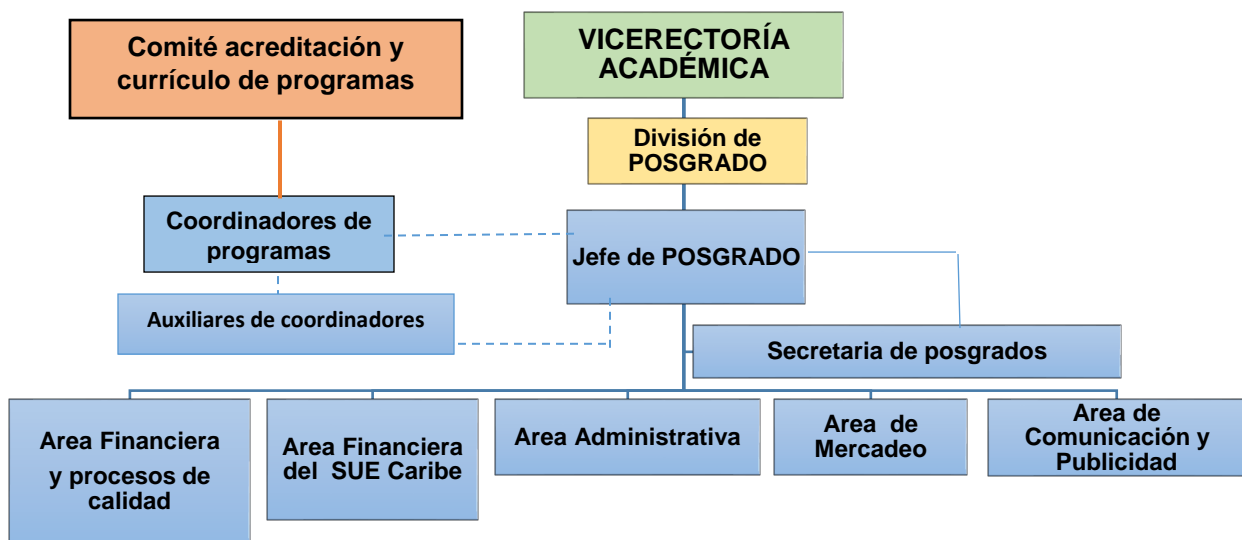 Comité acreditación y
currículo de programas
VICERECTORÍA
ACADÉMICA
División de
POSGRADO
Coordinadores de
programas
Jefe de POSGRADO
Auxiliares de coordinadores
Secretaria de posgrados
Area Financiera
y procesos de
calidad
Area Financiera
del SUE Caribe
Area Administrativa
Area de
Mercadeo
Area de
Comunicación y
Publicidad